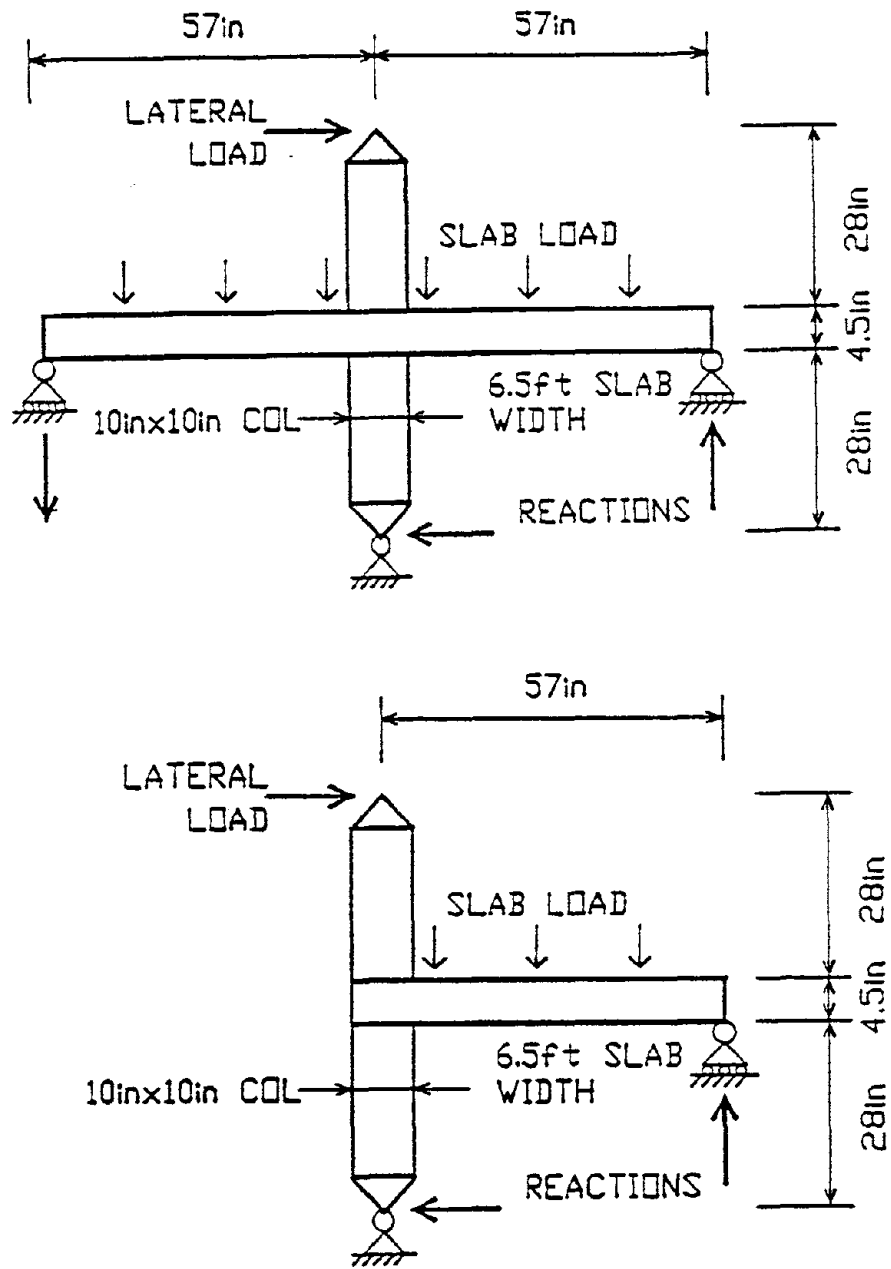 57in 57in
LATERAL
LOAD
SLAB LOAD
28in
4.5in
28in
10inx10in COL
6.5ft SLAB
WIDTH
REACTIONS
57in
LATERAL
LOAD
SLAB LOAD
28in
4.5in
28in
10inx10in COL
6.5ft SLAB
WIDTH
REACTIONS